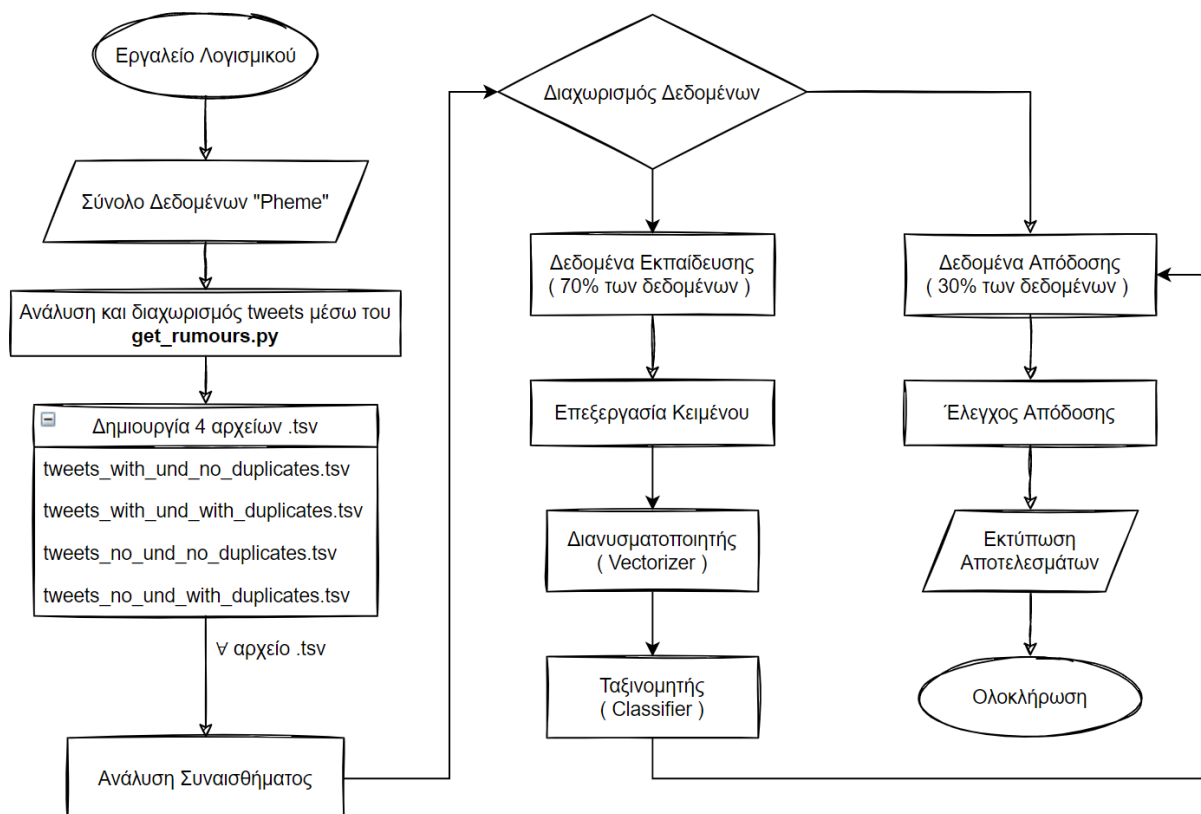 Εργαλείο Λογισμικού
Σύνολο Δεδομένων "Pheme"
Ανάλυση και διαχωρισμός tweets μέσω του
get_rumours.py
Δημιουργία 4 αρχείων .tsv
tweets_with_und_no_duplicates.tsv
tweets_with_und_with_duplicates.tsv
tweets_no_und_no_duplicates.tsv
tweets_no_und_with_duplicates.tsv
∀ αρχείο .tsv
Ανάλυση Συναισθήματος
Διαχωρισμός Δεδομένων
Δεδομένα Εκπαίδευσης
( 70% των δεδομένων )
Επεξεργασία Κειμένου
Διανυσματοποιητής
( Vectorizer )
Ταξινομητής
( Classifier )
Δεδομένα Απόδοσης
( 30% των δεδομένων )
Έλεγχος Απόδοσης
Εκτύπωση
Αποτελεσμάτων
Ολοκλήρωση